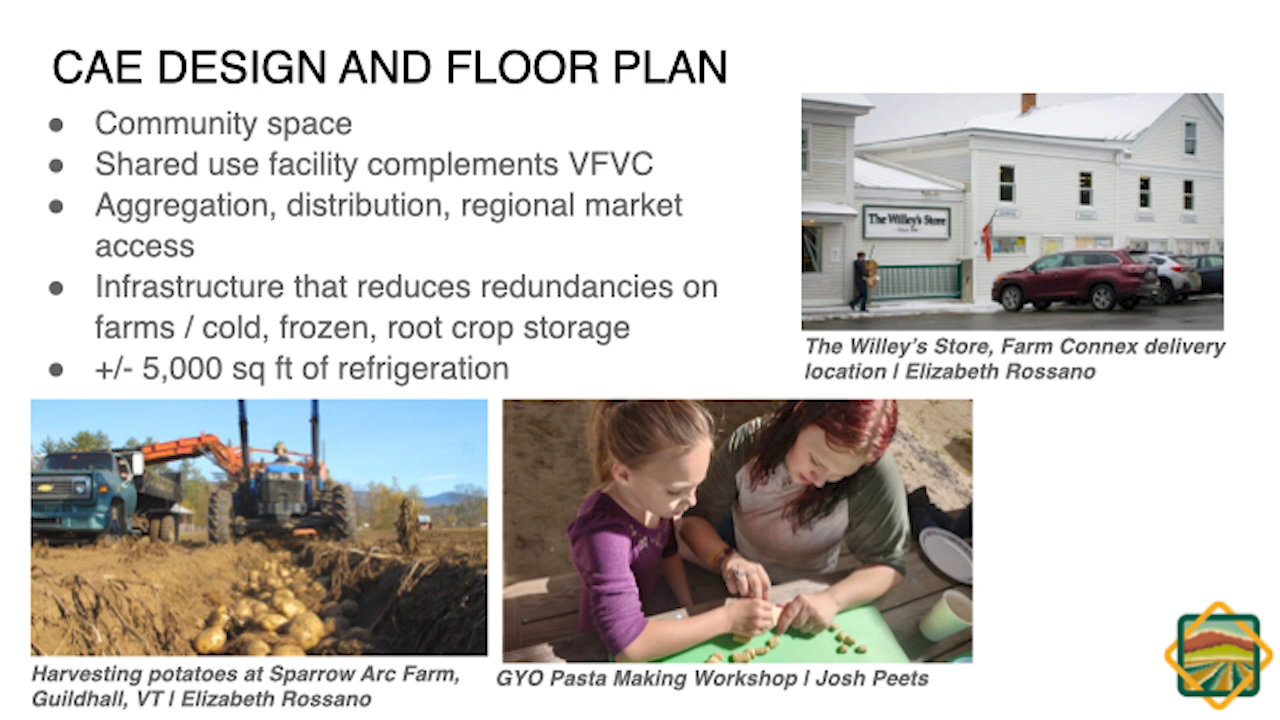 CAE DESIGN AND FLOOR PLAN
● Community space
● Shared use facility complements VFVC
● Aggregation, distribution, regional market
access
● Infrastructure that reduces redundancies on
farms / cold, frozen, root crop storage
● +/- 5,000 sq ft of refrigeration
The Willey's Store
The Willey’s Store, Farm Connex delivery
location | Elizabeth Rossano
Harvesting potatoes at Sparrow Arc Farm,
Guildhall, VT | Elizabeth Rossano
GYO Pasta Making Workshop | Josh Peets